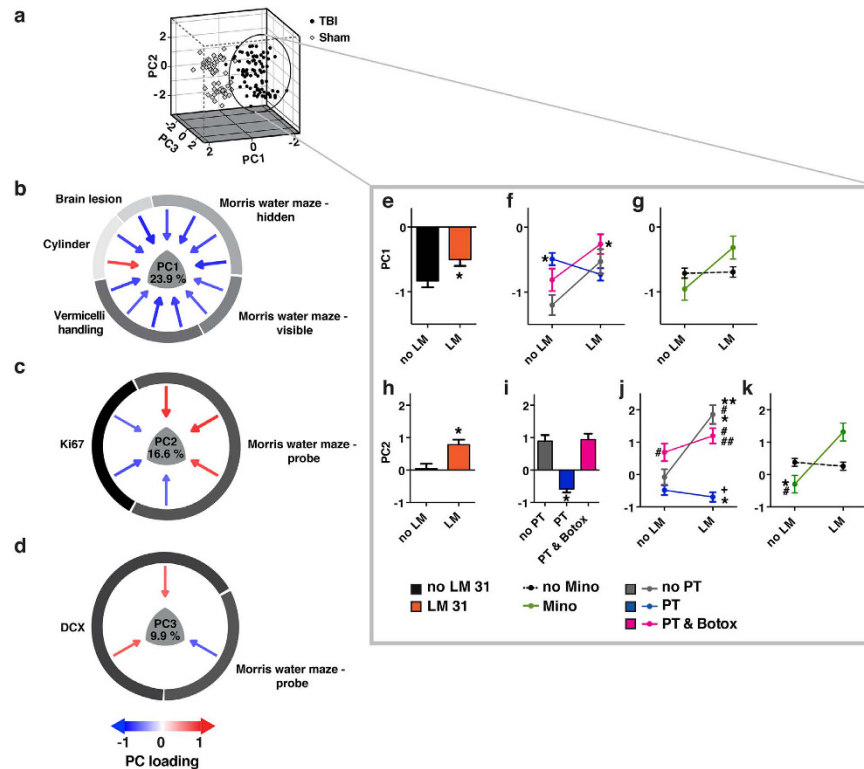 a
TBI
Sham
PC2
2
0
-2
-2
0
2
PC3
2
0
-2
PC1
b
Brain lesion
Morris water maze -
hidden
Cylinder
PC1
23.9 %
Vermicelli
handling
Morris water maze -
visible
c
Ki67
PC2
16.6 %
Morris water maze -
probe
d
DCX
PC3
9.9 %
Morris water maze -
probe
-1 0 1
PC loading
e
PC1
0
-1
*
no LM
LM
f
0
-1
*
*
no LM
LM
g
0
-1
no LM
LM
h
PC2
2
1
0
-1
*
no LM
LM
i
2
1
0
-1
*
no PT
PT
PT & Botox
j
2
1
0
-1
#
**
#
*
#
##
+
*
no LM
LM
k
2
1
0
-1
*
#
no LM
LM
no LM 31
LM 31
no Mino
Mino
no PT
PT
PT & Botox